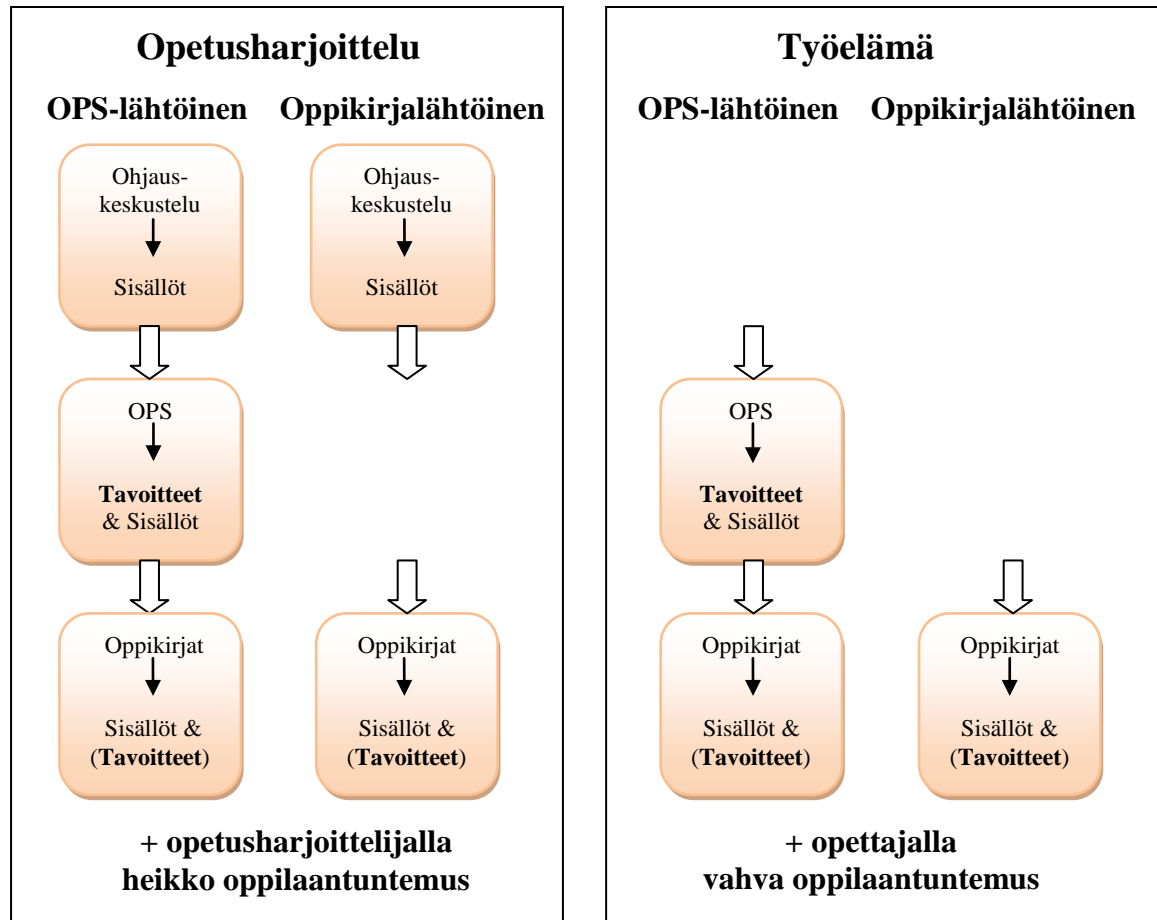 Opetusharjoittelu
OPS-lähtöinen
Oppikirjalähtöinen
Ohjaus-
keskustelu
Sisällöt
Ohjaus-
keskustelu
Sisällöt
OPS
Tavoitteet
& Sisällöt
Oppikirjat
Sisällöt &
(Tavoitteet)
Oppikirjat
Sisällöt &
(Tavoitteet)
+ opetusharjoittelijalla
heikko oppilaantuntemus
Työelämä
OPS-lähtöinen
Oppikirjalähtöinen
OPS
Tavoitteet
& Sisällöt
Oppikirjat
Sisällöt &
(Tavoitteet)
Oppikirjat
Sisällöt &
(Tavoitteet)
+ opettajalla
vahva oppilaantuntemus